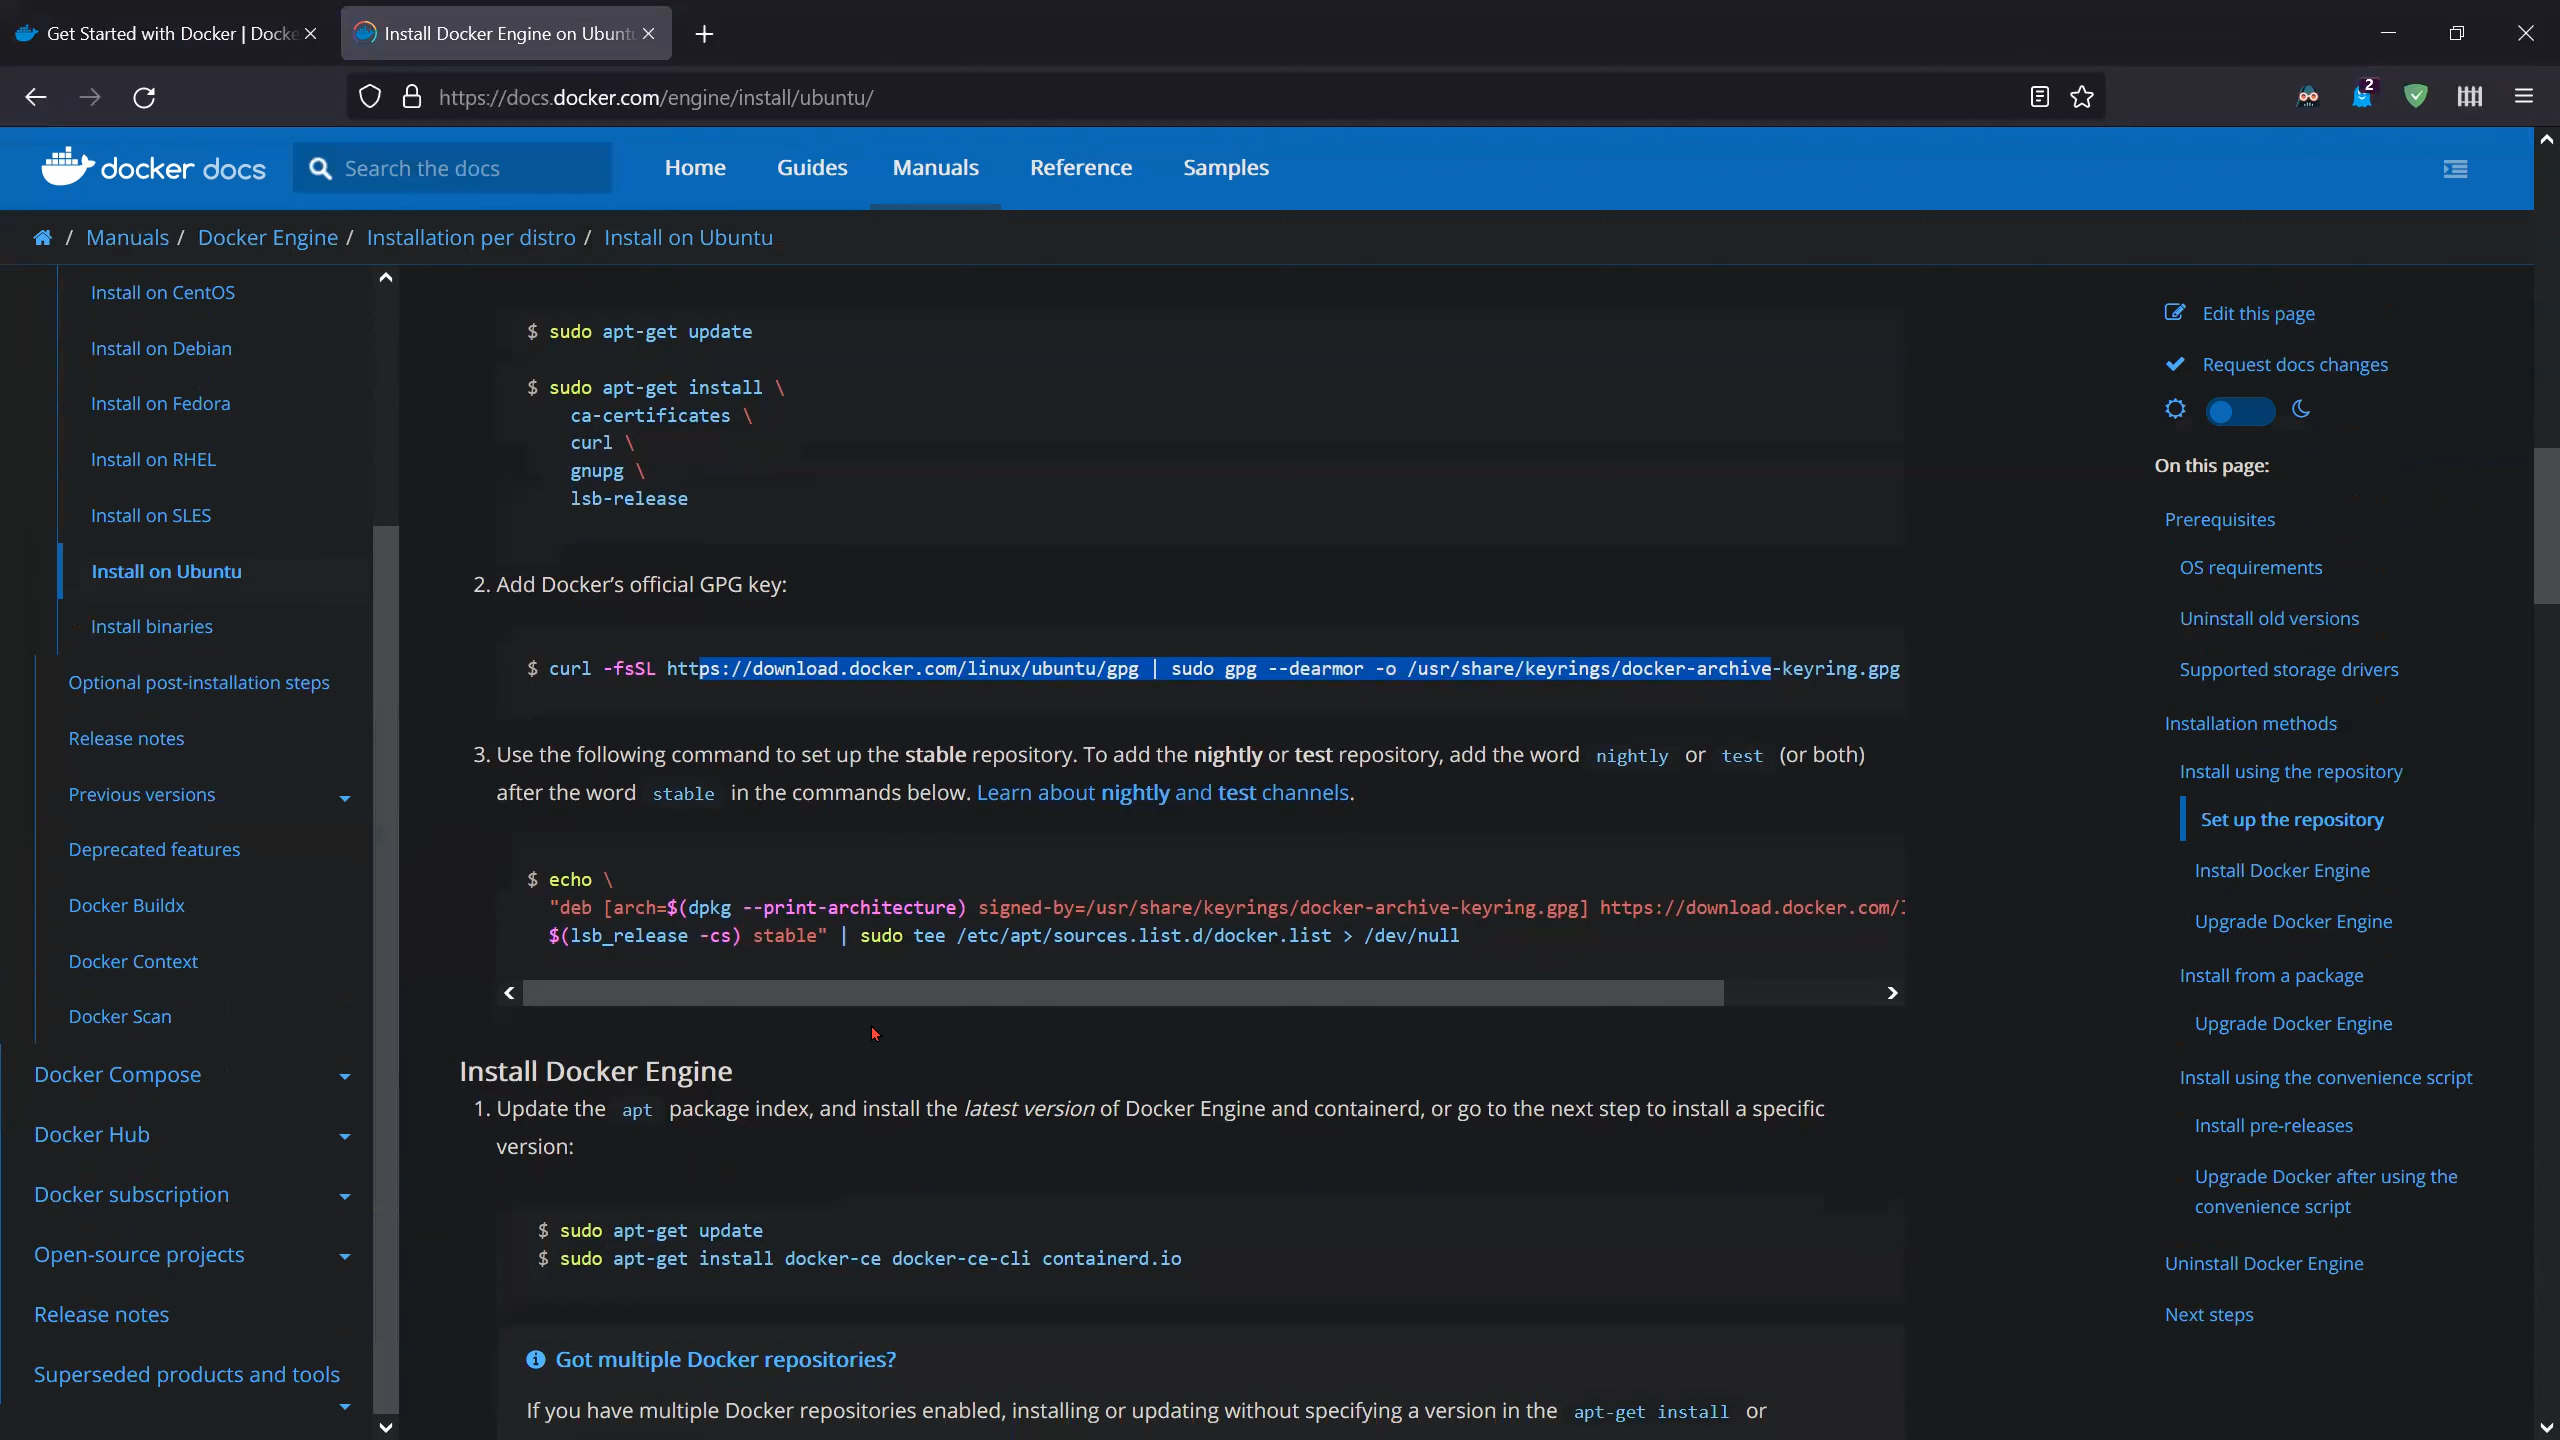 Get Started with Docker | Docke
Install Docker Engine on Ubunt
https://docs.docker.com/engine/install/ubuntu/
2
docker docs
Search the docs
Home
Guides
Manuals
Reference
Samples
/ Manuals / Docker Engine / Installation per distro / Install on Ubuntu
Install on CentOS
Install on Debian
Install on Fedora
Install on RHEL
Install on SLES
Install on Ubuntu
Install binaries
Optional post-installation steps
Release notes
Previous versions
Deprecated features
Docker Buildx
Docker Context
Docker Scan
Docker Compose
Docker Hub
Docker subscription
Open-source projects
Release notes
Superseded products and tools
$ sudo apt-get update
$ sudo apt-get install \
ca-certificates \
curl \
gnupg \
lsb-release
2. Add Docker’s official GPG key:
$ curl -fsSL https://download.docker.com/linux/ubuntu/gpg | sudo gpg --dearmor -o /usr/share/keyrings/docker-archive-keyring.gpg
3. Use the following command to set up the stable repository. To add the nightly or test repository, add the word nightly or test (or both)
after the word stable in the commands below. Learn about nightly and test channels.
$ echo \
"deb [arch=$(dpkg --print-architecture) signed-by=/usr/share/keyrings/docker-archive-keyring.gpg] https://download.docker.com/l
$(lsb_release -cs) stable" | sudo tee /etc/apt/sources.list.d/docker.list > /dev/null
Install Docker Engine
1. Update the apt package index, and install the latest version of Docker Engine and containerd, or go to the next step to install a specific
version:
$ sudo apt-get update
$ sudo apt-get install docker-ce docker-ce-cli containerd.io
Got multiple Docker repositories?
If you have multiple Docker repositories enabled, installing or updating without specifying a version in the apt-get install or
Edit this page
Request docs changes
On this page:
Prerequisites
OS requirements
Uninstall old versions
Supported storage drivers
Installation methods
Install using the repository
Set up the repository
Install Docker Engine
Upgrade Docker Engine
Install from a package
Upgrade Docker Engine
Install using the convenience script
Install pre-releases
Upgrade Docker after using the
convenience script
Uninstall Docker Engine
Next steps